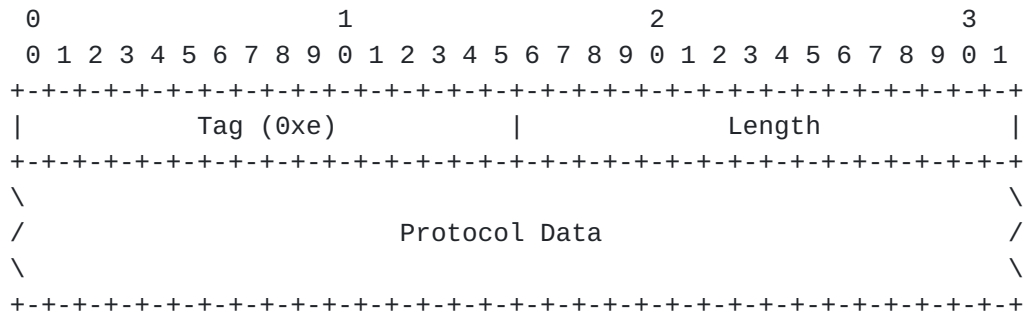 0                   1                   2                   3
0 1 2 3 4 5 6 7 8 9 0 1 2 3 4 5 6 7 8 9 0 1 2 3 4 5 6 7 8 9 0 1
+-+-+-+-+-+-+-+-+-+-+-+-+-+-+-+-+-+-+-+-+-+-+-+-+-+-+-+-+-+-+-+-+
|           Tag (0xe)           |             Length            |
+-+-+-+-+-+-+-+-+-+-+-+-+-+-+-+-+-+-+-+-+-+-+-+-+-+-+-+-+-+-+-+-+
\                                                               \
/                        Protocol Data                          /
\                                                               \
+-+-+-+-+-+-+-+-+-+-+-+-+-+-+-+-+-+-+-+-+-+-+-+-+-+-+-+-+-+-+-+-+